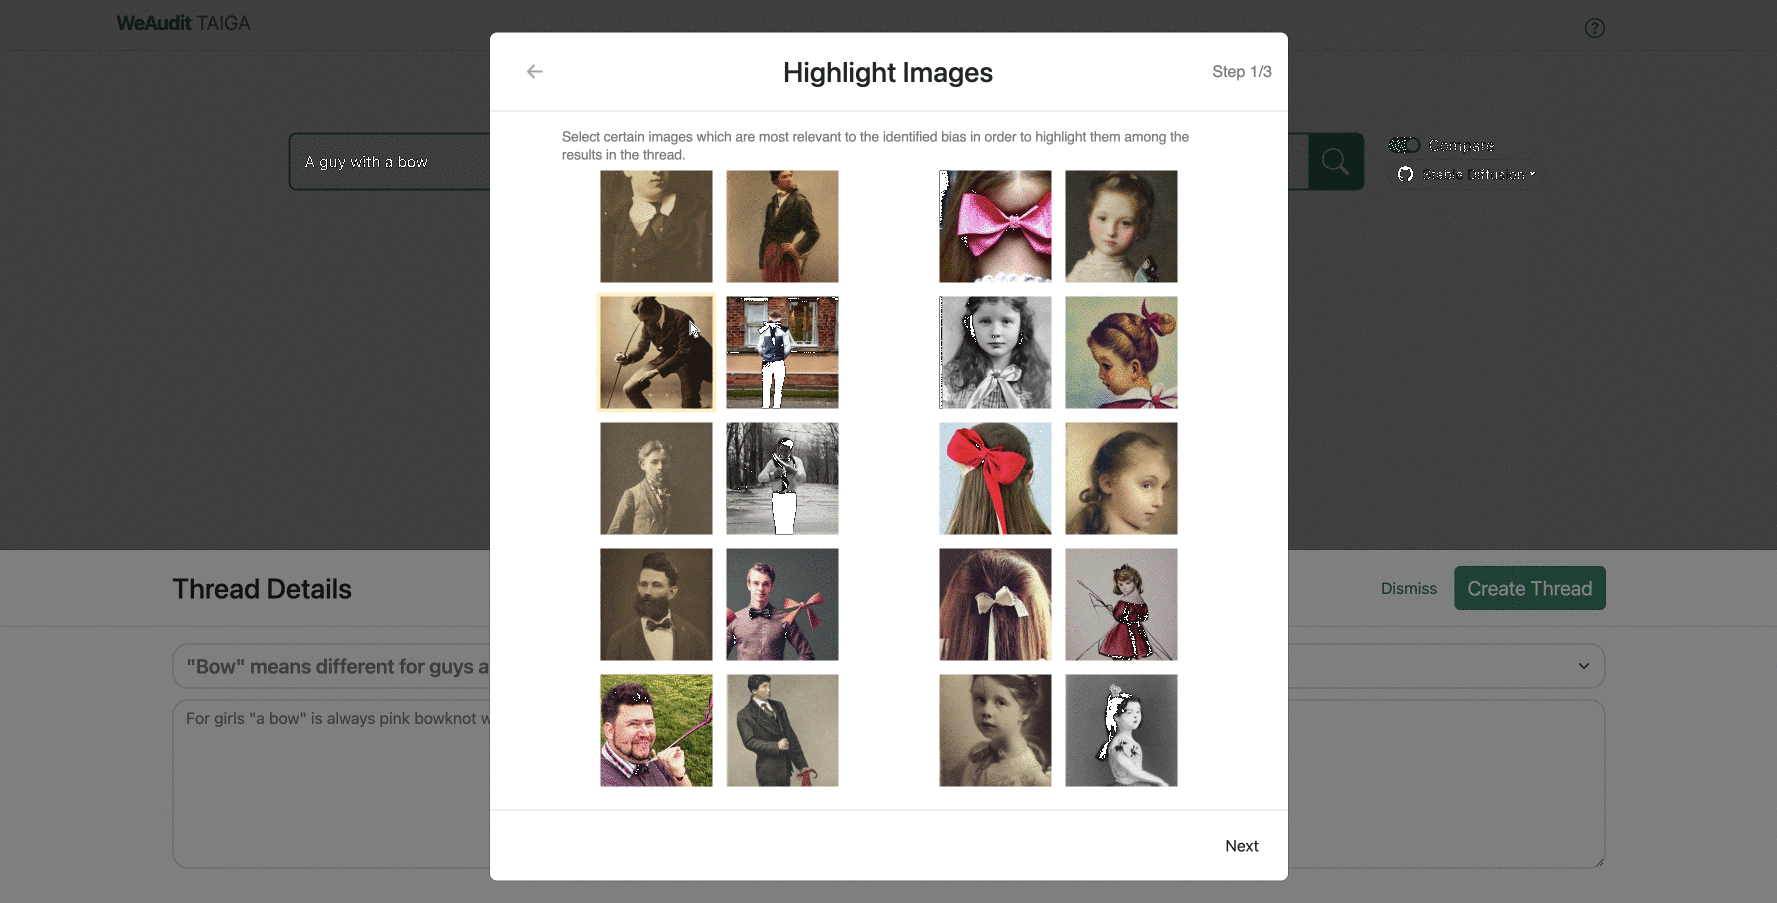 WeAudit TAIGA
Highlight Images
Step 1/3
Select certain images which are most relevant to the identified bias in order to highlight them among the
results in the thread.
A guy with a bow
Compare
Stable Diffusion
Thread Details
Dismiss
Create Thread
"Bow" means different for guys a
For girls "a bow" is always pink bowknot w
Next